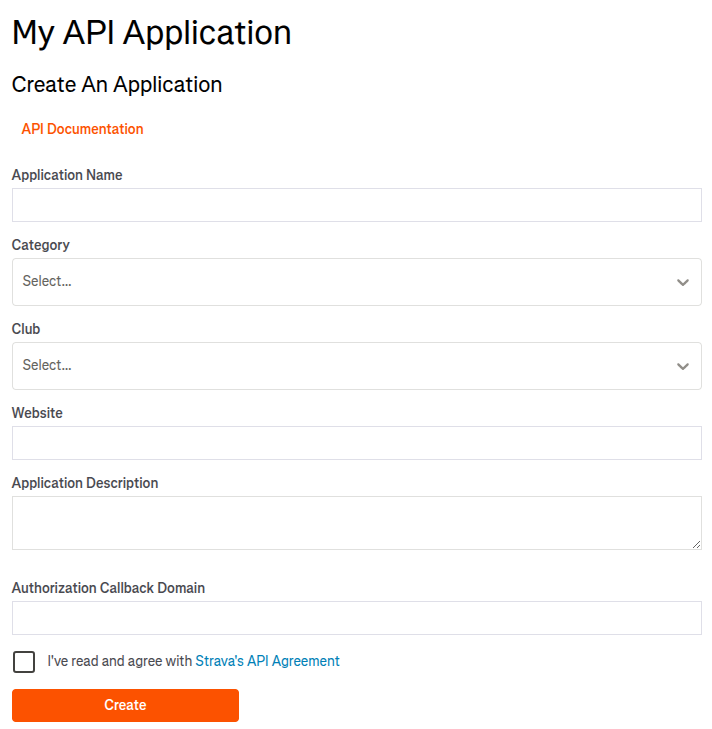 My API Application
Create An Application
API Documentation
Application Name
Category
Select...
Club
Select...
Website
Application Description
Authorization Callback Domain
I've read and agree with Strava's API Agreement
Create